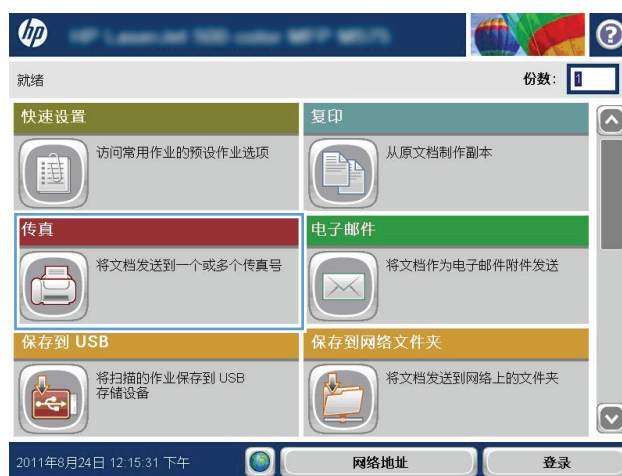 hp
就绪
份数: 1
快速设置
复印
访问常用作业的预设作业选项
从原文档制作副本
传真
电子邮件
将文档发送到一个或多个传真号
将文档作为电子邮件附件发送
保存到 USB
保存到网络文件夹
将扫描的作业保存到 USB
存储设备
将文档发送到网络上的文件夹
2011年8月24日 12:15:31 下午
网络地址
登录